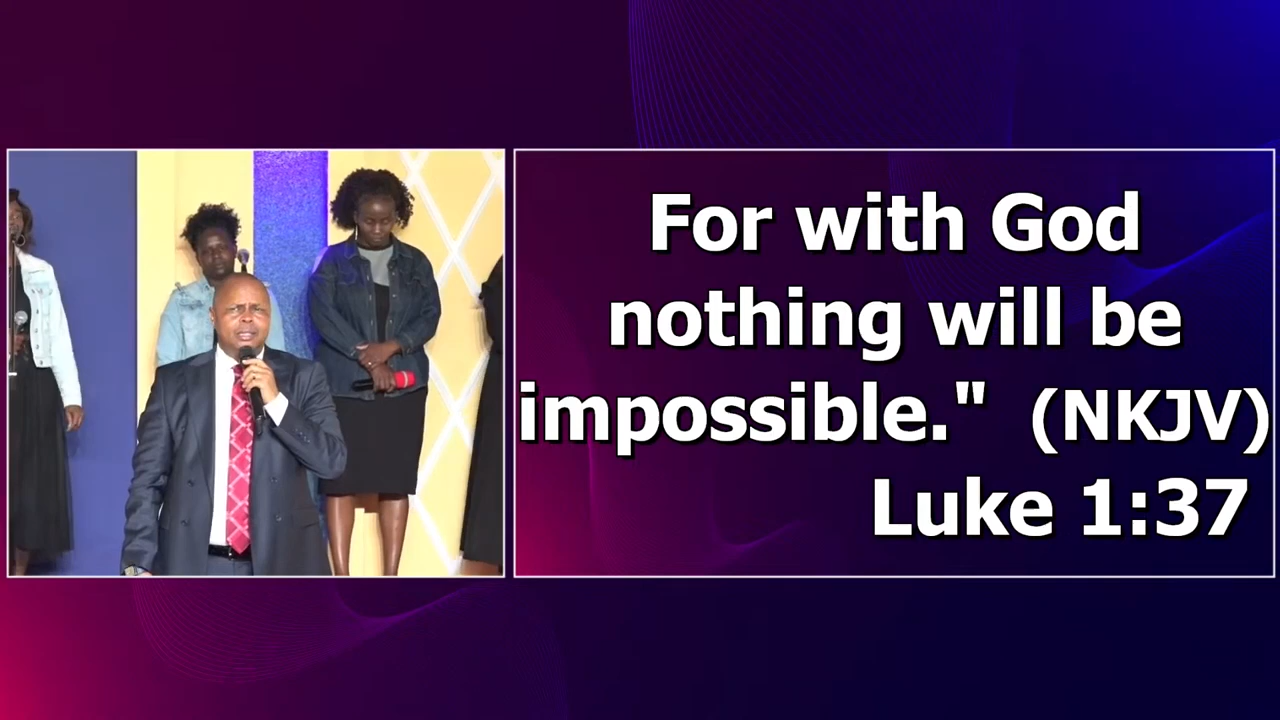 For with God
nothing will be
impossible." (NKJV)
Luke 1:37